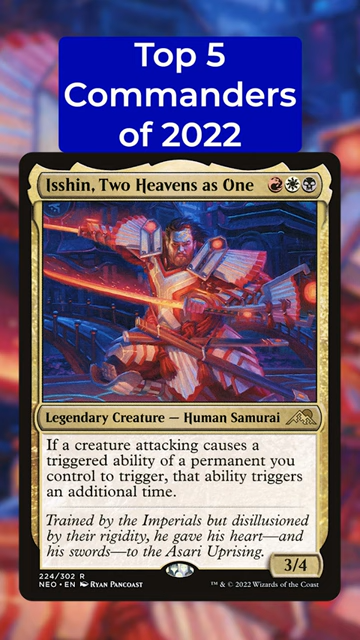 Top 5
Commanders
of 2022
Isshin, Two Heavens as One
Legendary Creature — Human Samurai
If a creature attacking causes a
triggered ability of a permanent you
control to trigger, that ability triggers
an additional time.
Trained by the Imperials but disillusioned
by their rigidity, he gave his heart—and
his swords—to the Asari Uprising.
3/4
224/302 R
NEO • EN Ryan Pancoast
™ & © 2022 Wizards of the Coast